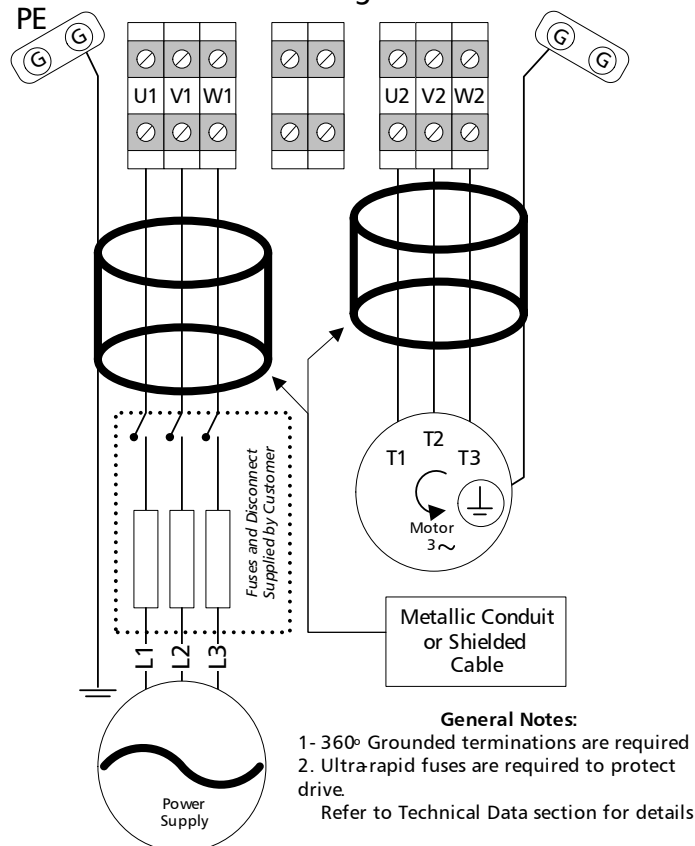 PE
G G
G G
U1 V1 W1
U2 V2 W2
T1 T2 T3
Motor
3~
Fuses and Disconnect
Supplied by Customer
L1 L2 L3
Metallic Conduit
or Shielded
Cable
Power
Supply
General Notes:
1- 360º Grounded terminations are required
2. Ultra-rapid fuses are required to protect
drive.
Refer to Technical Data section for details